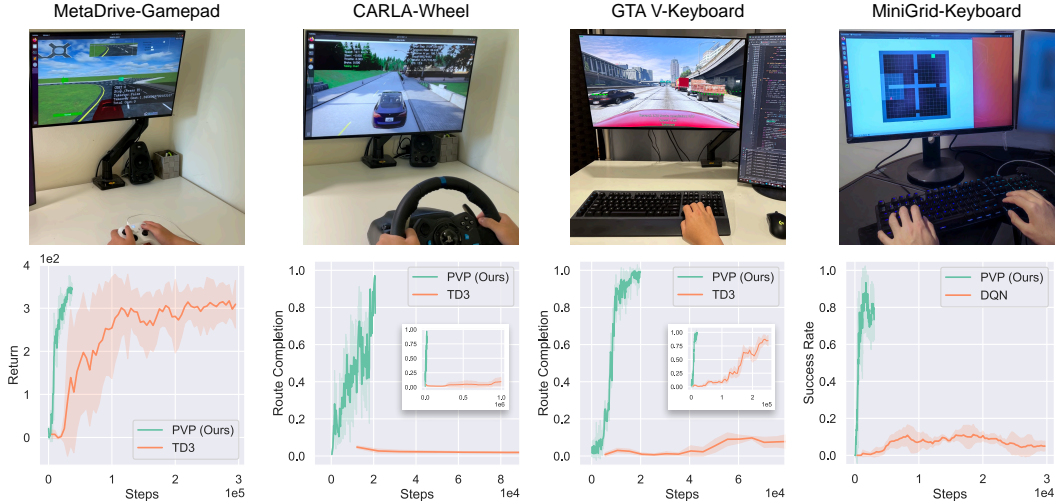 MetaDrive-Gamepad
CARLA-Wheel
GTA V-Keyboard
MiniGrid-Keyboard
1e2
4
3
2
1
0
Return
0
1
2
3
1e5
Steps
PVP (Ours)
TD3
1.0
0.8
0.6
0.4
0.2
0.0
Route Completion
PVP (Ours)
TD3
1.00
0.75
0.50
0.25
0.00
0.0
0.5
1.0
1e6
0
2
4
6
8
1e4
Steps
1.0
0.8
0.6
0.4
0.2
0.0
Route Completion
PVP (Ours)
TD3
1.00
0.75
0.50
0.25
0.00
0
1
2
1e5
0
2
4
6
1e4
Steps
1.0
0.8
0.6
0.4
0.2
0.0
Success Rate
PVP (Ours)
DQN
0
1
2
3
1e4
Steps